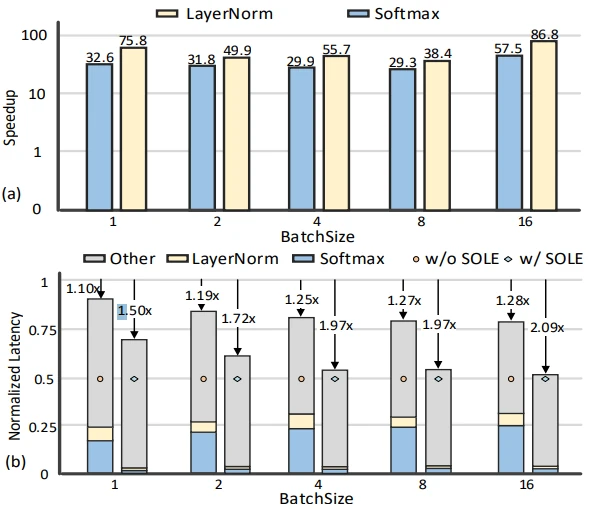 LayerNorm Softmax
100
10
1
0
Speedup
(a)
32.6 75.8 31.8 49.9 29.9 55.7 29.3 38.4 57.5 86.8
1 2 4 8 16
BatchSize
Other LayerNorm Softmax w/o SOLE w/ SOLE
1
0.75
0.5
0.25
0
Normalized Latency
(b)
1.10x 1.50x 1.19x 1.72x 1.25x 1.97x 1.27x 1.97x 1.28x 2.09x
1 2 4 8 16
BatchSize